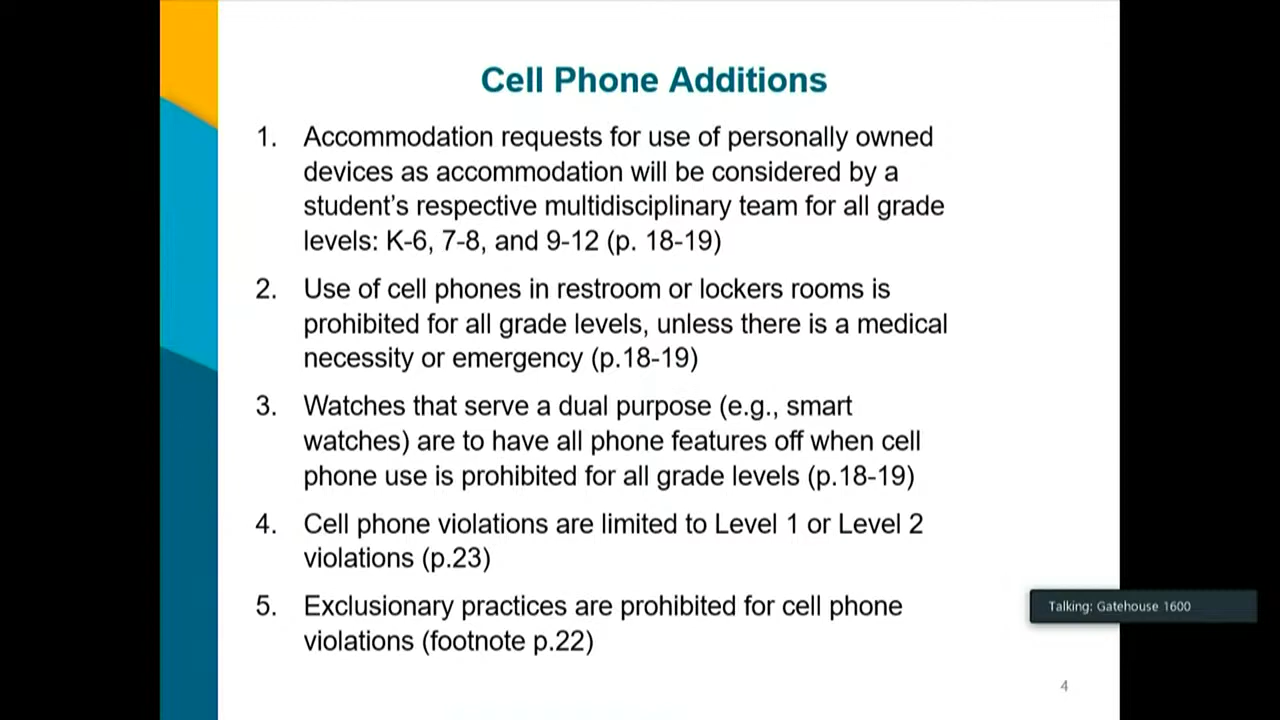 Cell Phone Additions
1. Accommodation requests for use of personally owned
devices as accommodation will be considered by a
student’s respective multidisciplinary team for all grade
levels: K-6, 7-8, and 9-12 (p. 18-19)
2. Use of cell phones in restroom or lockers rooms is
prohibited for all grade levels, unless there is a medical
necessity or emergency (p.18-19)
3. Watches that serve a dual purpose (e.g., smart
watches) are to have all phone features off when cell
phone use is prohibited for all grade levels (p.18-19)
4. Cell phone violations are limited to Level 1 or Level 2
violations (p.23)
5. Exclusionary practices are prohibited for cell phone
violations (footnote p.22)
Talking: Gatehouse 1600
4